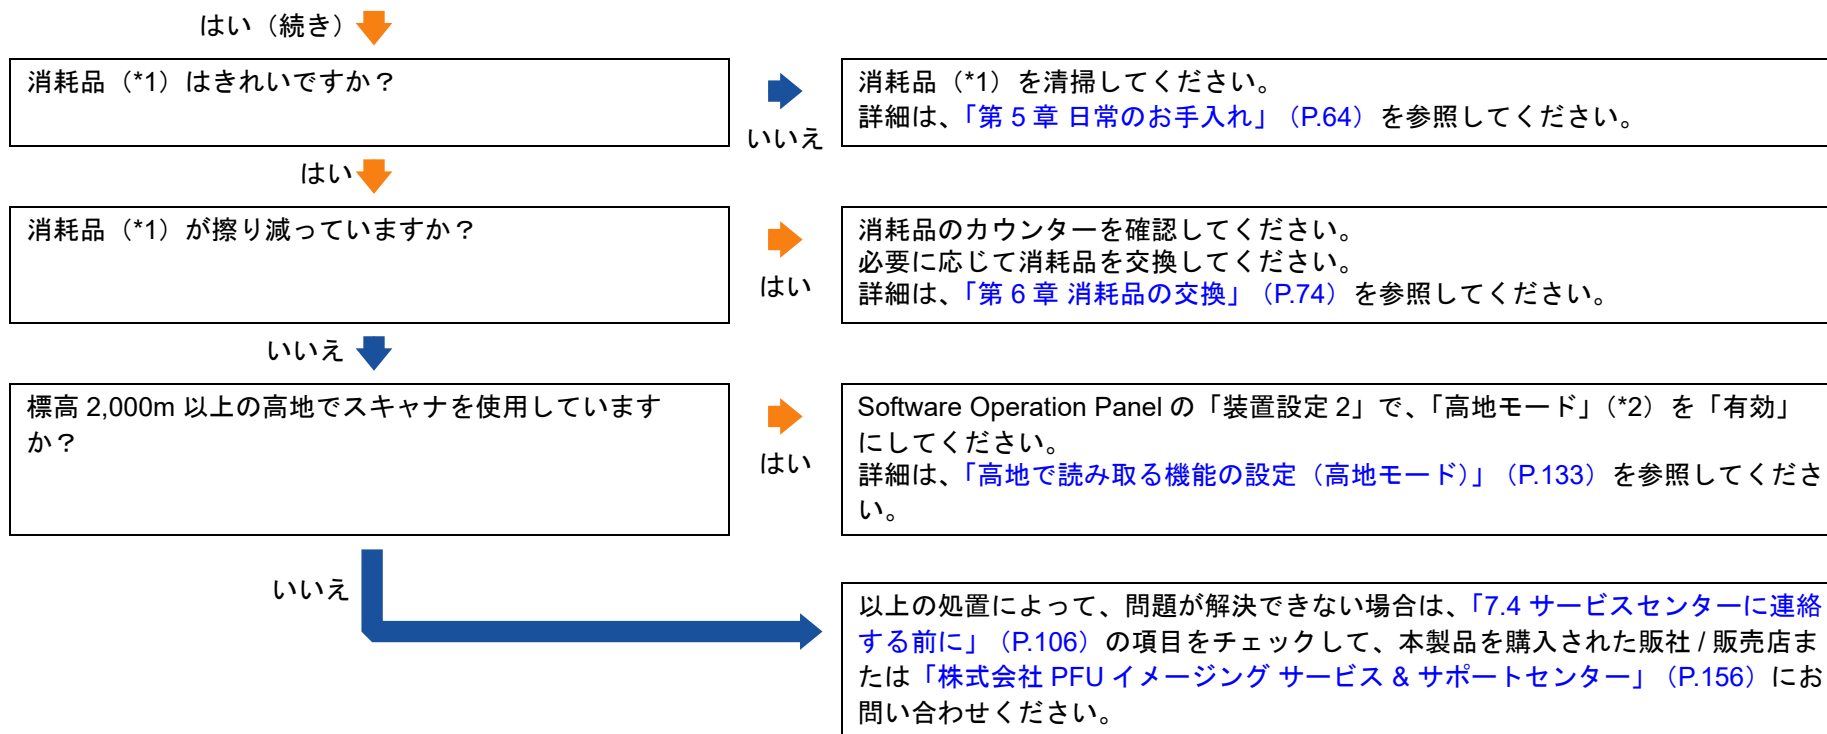 はい（続き）
消耗品（*1）はきれいですか？
いいえ
消耗品（*1）を清掃してください。
詳細は、「第 5 章 日常のお手入れ」（P.64）を参照してください。
はい
消耗品（*1）が擦り減っていますか？
はい
消耗品のカウンターを確認してください。
必要に応じて消耗品を交換してください。
詳細は、「第 6 章 消耗品の交換」（P.74）を参照してください。
いいえ
標高 2,000m 以上の高地でスキャナを使用しています
か？
はい
Software Operation Panel の「装置設定 2」で、「高地モード」（*2）を「有効」
にしてください。
詳細は、「高地で読み取る機能の設定（高地モード）」（P.133）を参照してくださ
い。
いいえ
以上の処置によって、問題が解決できない場合は、「7.4 サービスセンターに連絡
する前に」（P.106）の項目をチェックして、本製品を購入された販社 / 販売店ま
たは「株式会社 PFU イメージング サービス & サポートセンター」（P.156）にお
問い合わせください。